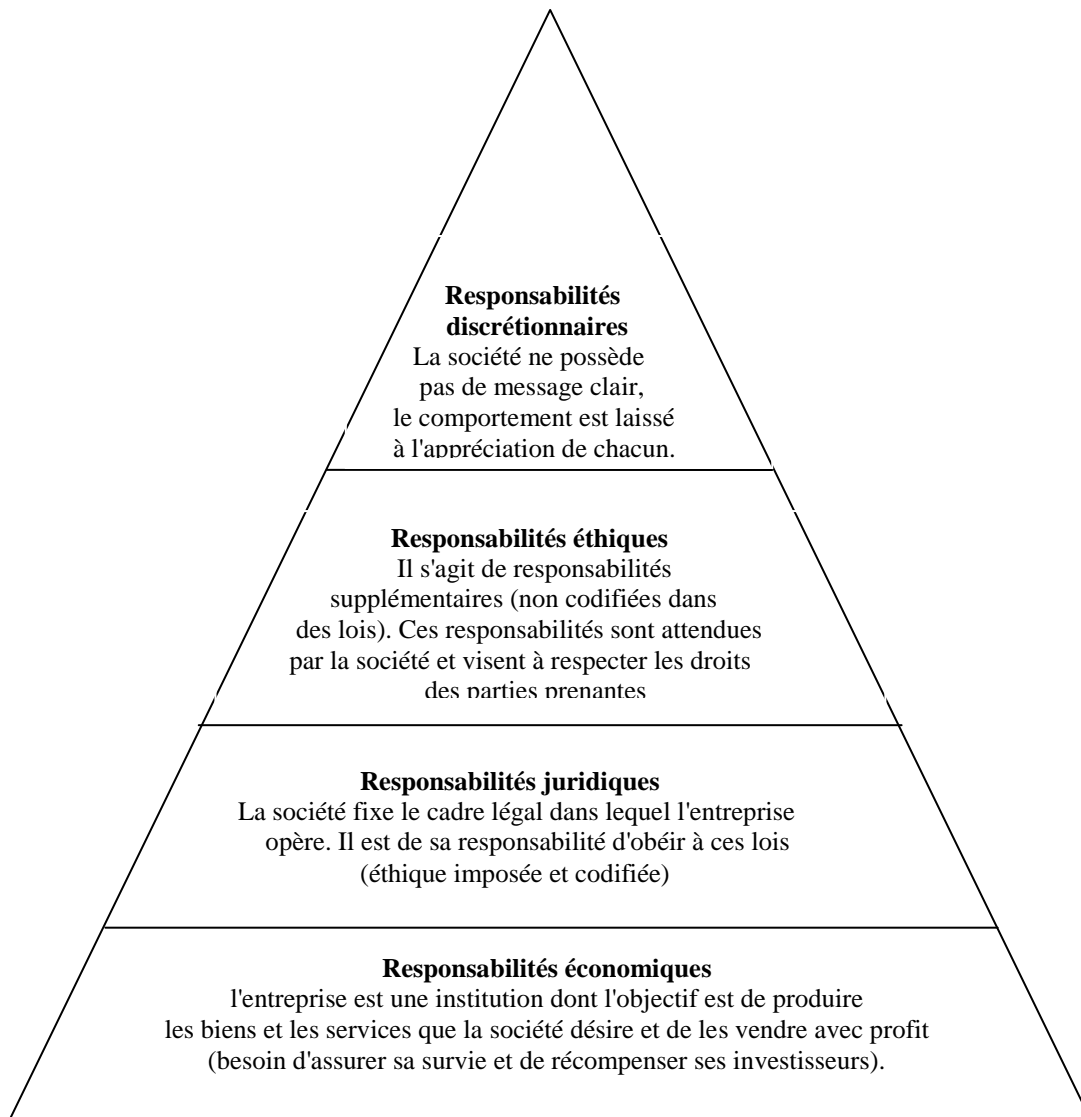 Responsabilités
discrétionnaires
La société ne possède
pas de message clair,
le comportement est laissé
à l'appréciation de chacun.
Responsabilités éthiques
Il s'agit de responsabilités
supplémentaires (non codifiées dans
des lois). Ces responsabilités sont attendues
par la société et visent à respecter les droits
des parties prenantes
Responsabilités juridiques
La société fixe le cadre légal dans lequel l'entreprise
opère. Il est de sa responsabilité d'obéir à ces lois
(éthique imposée et codifiée)
Responsabilités économiques
l'entreprise est une institution dont l'objectif est de produire
les biens et les services que la société désire et de les vendre avec profit
(besoin d'assurer sa survie et de récompenser ses investisseurs).